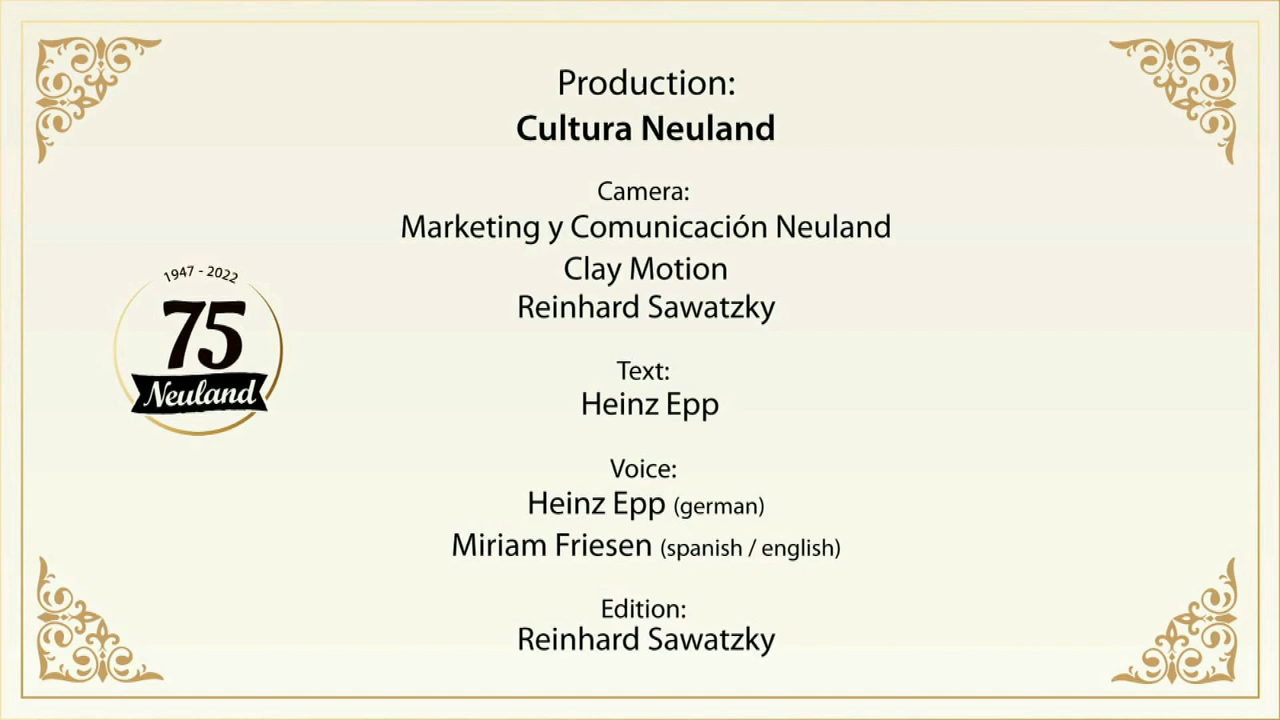 Production:
Cultura Neuland
Camera:
Marketing y Comunicación Neuland
Clay Motion
Reinhard Sawatzky
1947 - 2022
75
Neuland
Text:
Heinz Epp
Voice:
Heinz Epp (german)
Miriam Friesen (spanish / english)
Edition:
Reinhard Sawatzky